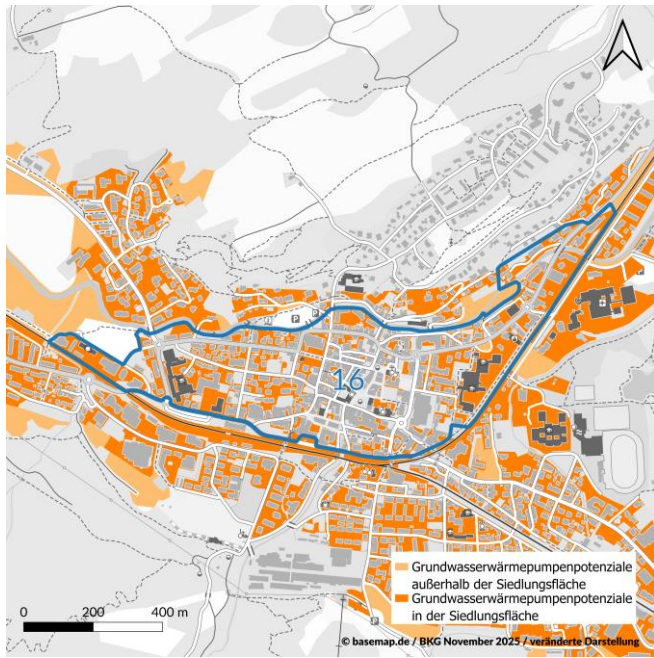 16
Grundwasserwärmepumpenpotenziale
außerhalb der Siedlungsfläche
Grundwasserwärmepumpenpotenziale
in der Siedlungsfläche
0 200 400 m
© basemap.de / BKG November 2025 / veränderte Darstellung